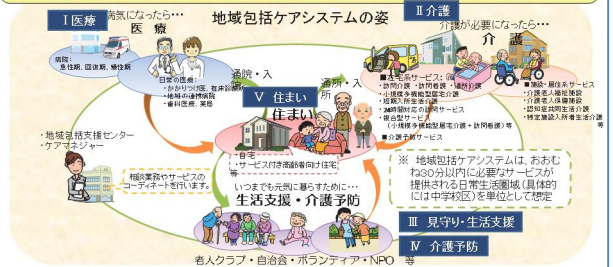 地域包括ケアシステムの姿
Ⅰ医療
病気になったら･･･
医 療
病院：
急性期、回復期、慢性期
日常の医療：
・かかりつけ医、有床診療所
・地域の連携病院
・歯科医療、薬局
通院・入
Ⅱ介護
介護が必要になったら･･･
介 護
通所・入
所
■在宅系サービス：
・訪問介護 ・訪問看護 ・通所介護
・小規模多機能型居宅介護
・短期入所生活介護
・24時間対応の訪問サービス
・複合型サービス
（小規模多機能型居宅介護＋訪問看護）等
■介護予防サービス
■施設・居住系サービス
・介護老人福祉施設
・介護老人保健施設
・認知症共同生活介護
・特定施設入所者生活介護
等
Ⅴ 住まい
住まい
・自宅
・サービス付き高齢者向け住宅
等
・地域包括支援センター
・ケアマネジャー
相談業務やサービスの
コーディネートを行います。
※ 地域包括ケアシステムは、おおむ
ね30分以内に必要なサービスが
提供される日常生活圏域（具体的
には中学校区）を単位として想定
いつまでも元気に暮らすために･･･
生活支援・介護予防
Ⅲ 見守り・生活支援
Ⅳ 介護予防
老人クラブ・自治会・ボランティア・NPO 等